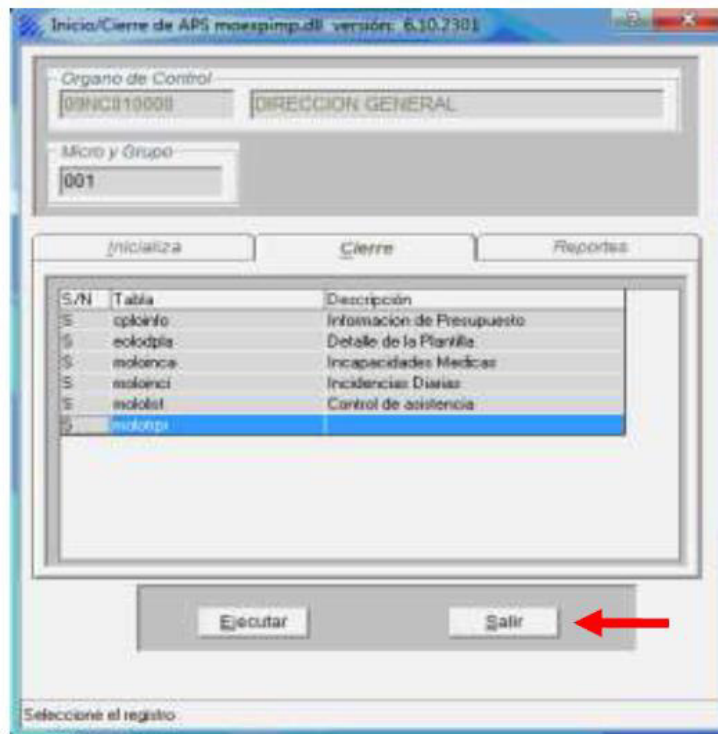 Inicio/Cierre de APS moexpimp.dll versión: 6.10.2301
Organo de Control
09NC010000 DIRECCION GENERAL
Micro y Grupo
001
Inicializa Cierre Reportes
S/N Tabla Descripción
S cploinfo Informacion de Presupuesto
S eolodpla Detalle de la Plantilla
S moloinca Incapacidades Medicas
S moloinci Incidencias Diarias
S mololist Control de asistencia
S
Ejecutar Salir
Seleccione el registro